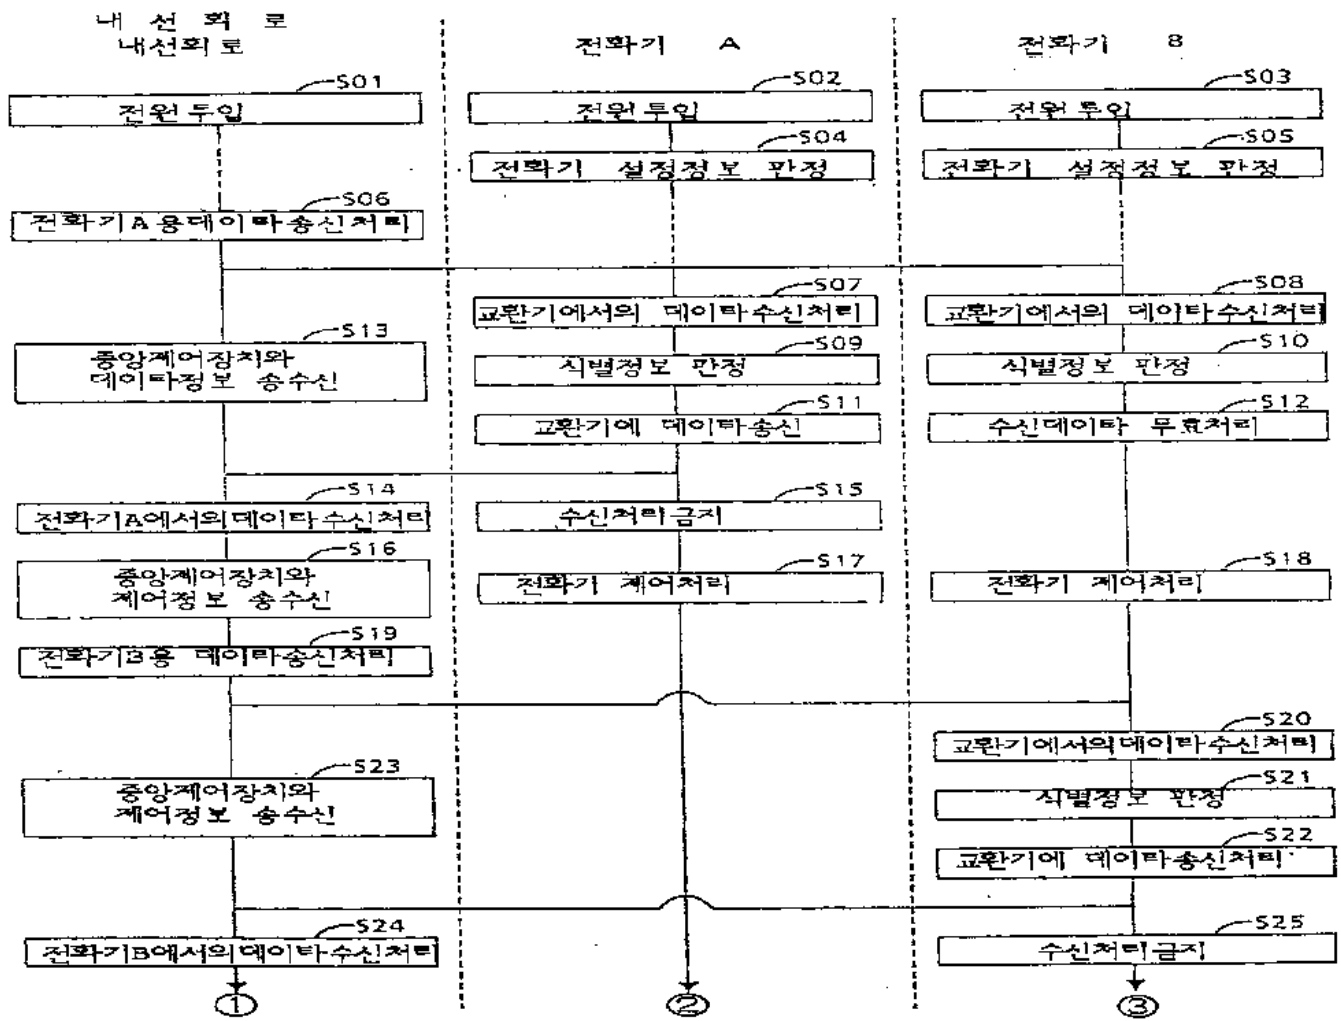 내 선 회 로
내선회로
전화기 A
전화기 B
S01
S02
S03
전원 투입
전원 투입
전원 투입
S04
S05
전화기 설정정보 판정
전화기 설정정보 판정
S06
전화기A용데이타송신처리
S07
S08
교환기에서의 데이타수신처리
교환기에서의 데이타수신처리
S13
중앙제어장치와
데이타정보 송수신
S09
S10
식별정보 판정
식별정보 판정
S11
S12
교환기에 데이타송신
수신데이타 무효처리
S14
S15
전화기A에서의데이타수신처리
수신처리금지
S16
중앙제어장치와
제어정보 송수신
S17
S18
전화기 제어처리
전화기 제어처리
S19
전화기B용 데이타송신처리
S20
교환기에서의데이타수신처리
S23
중앙제어장치와
제어정보 송수신
S21
식별정보 판정
S22
교환기에 데이타송신처리
S24
S25
전화기B에서의데이타수신처리
수신처리금지
① ② ③